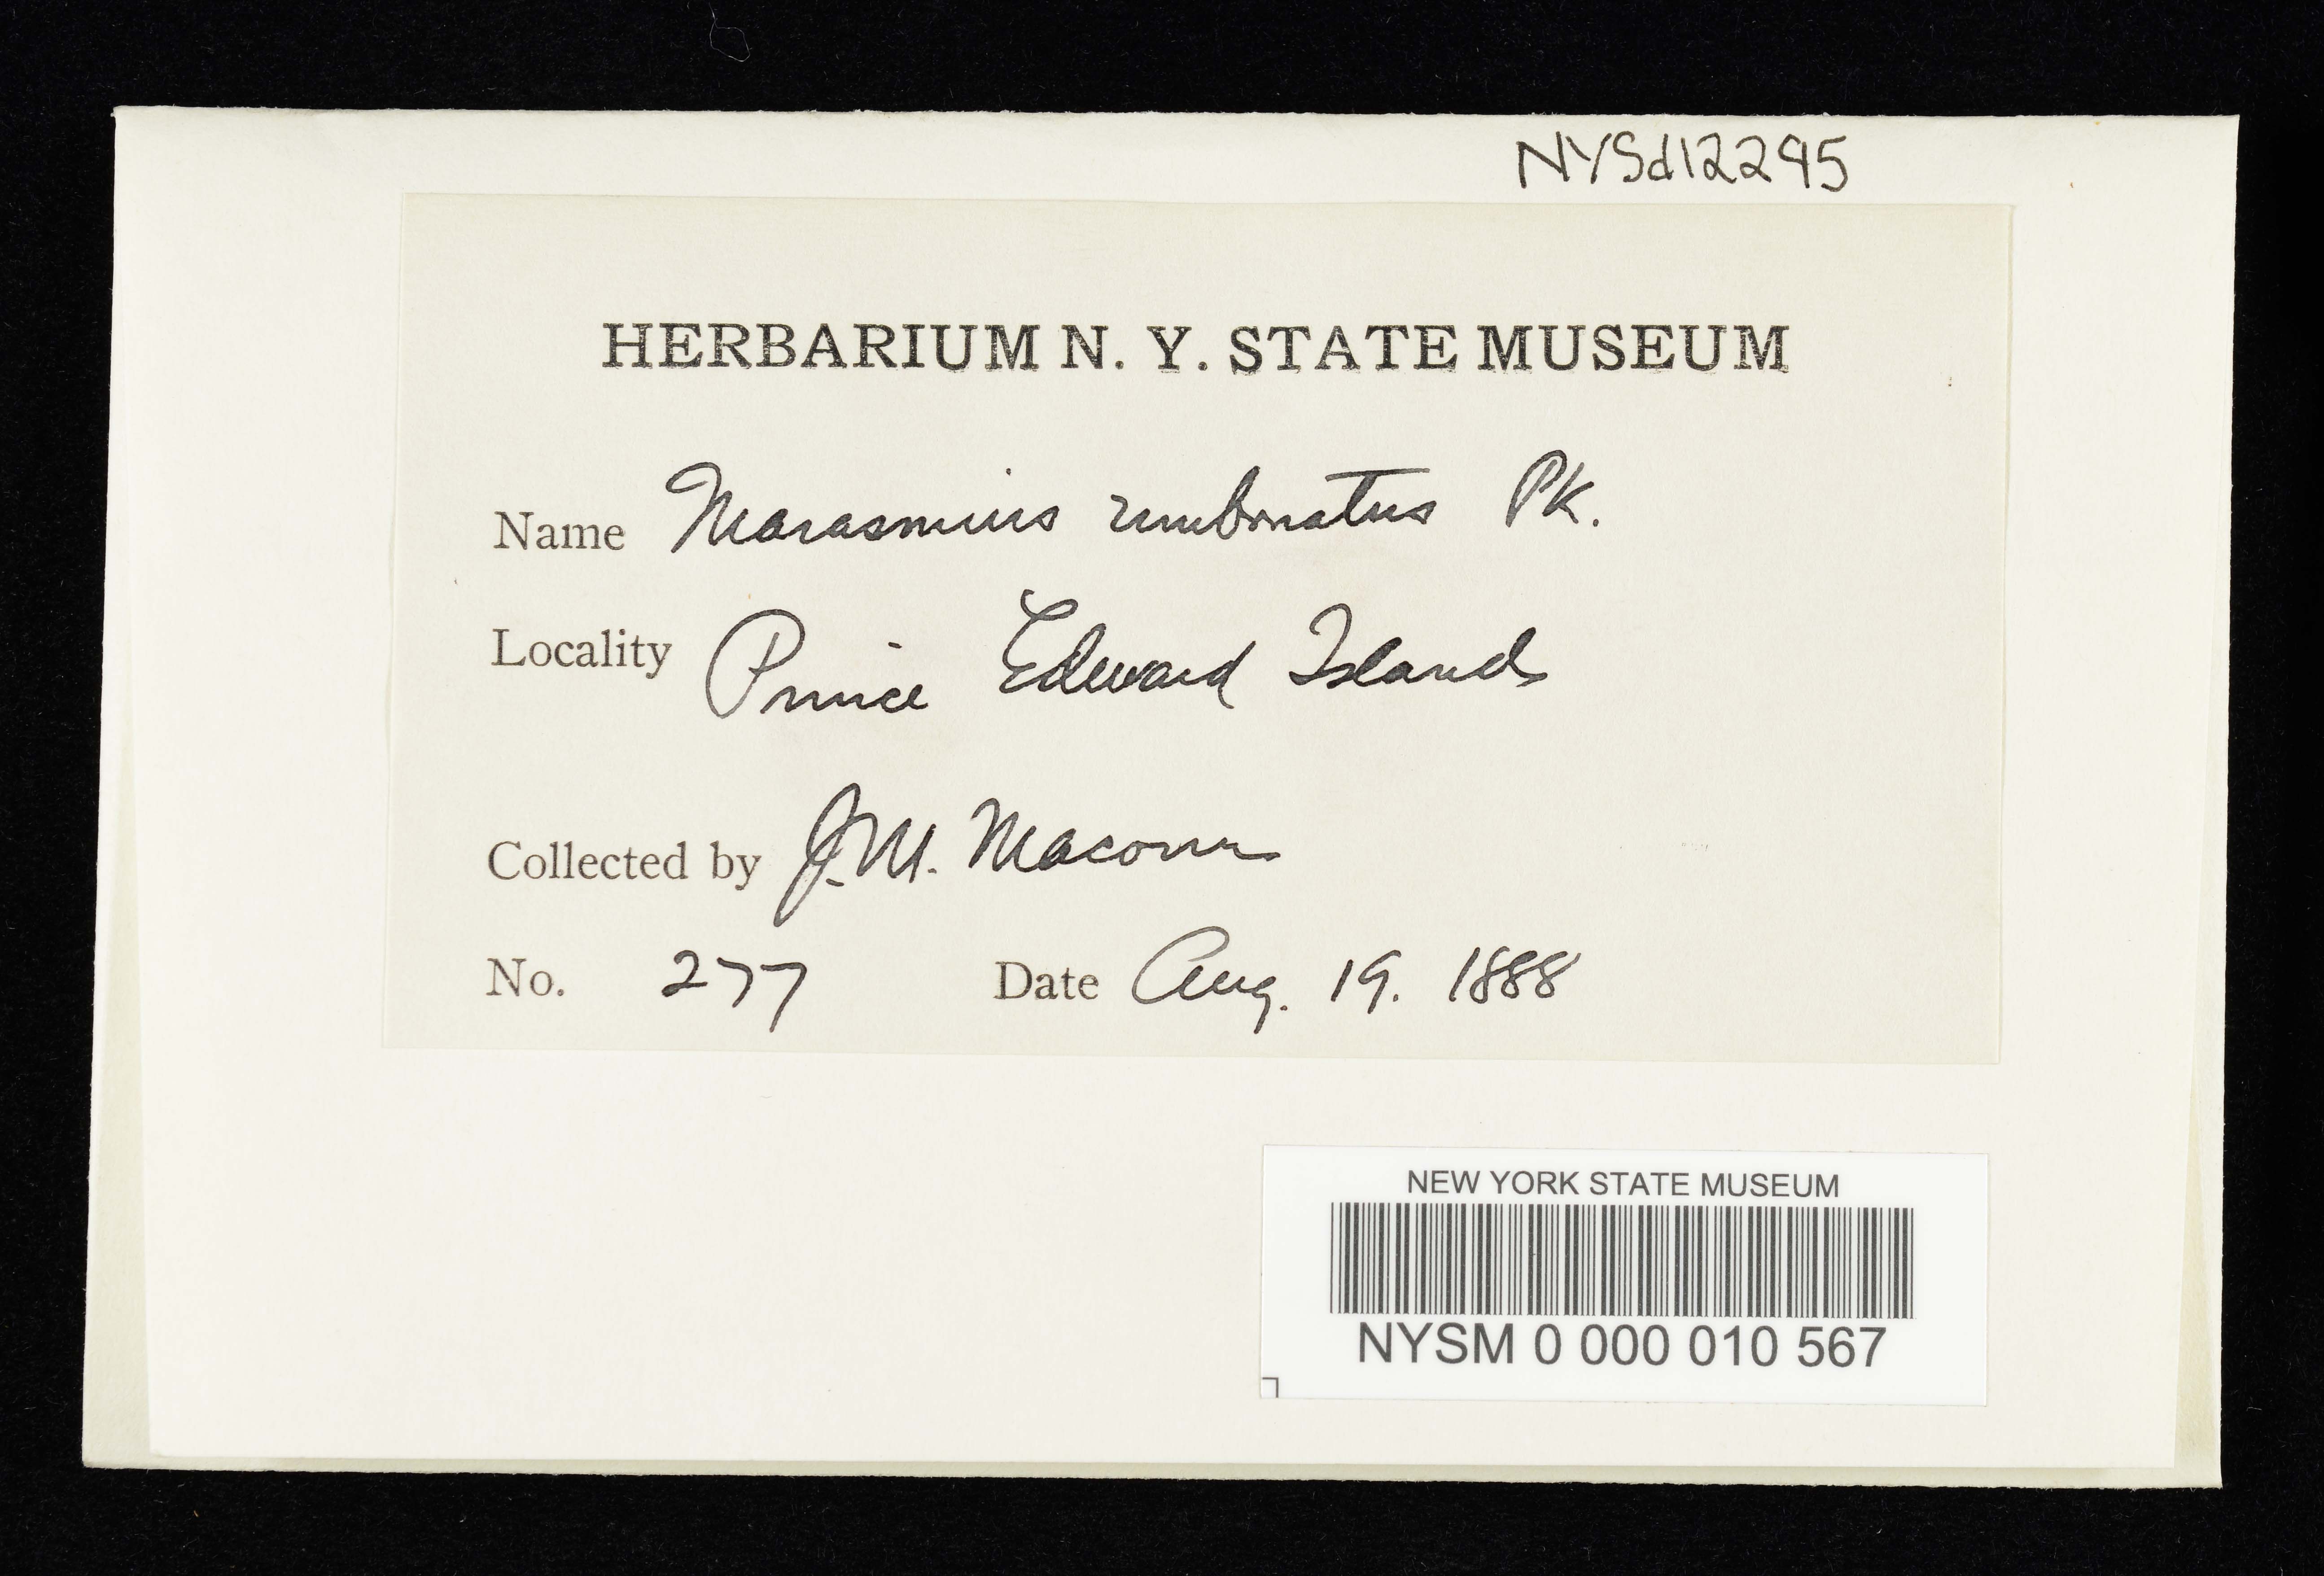 NYSd12295
HERBARIUM N. Y. STATE MUSEUM
Name Marasmius umbonatus Pk.
Locality Prince Edward Island
Collected by J. M. Macoun
No. 277 Date Aug. 19. 1888
NEW YORK STATE MUSEUM
NYSM 0 000 010 567